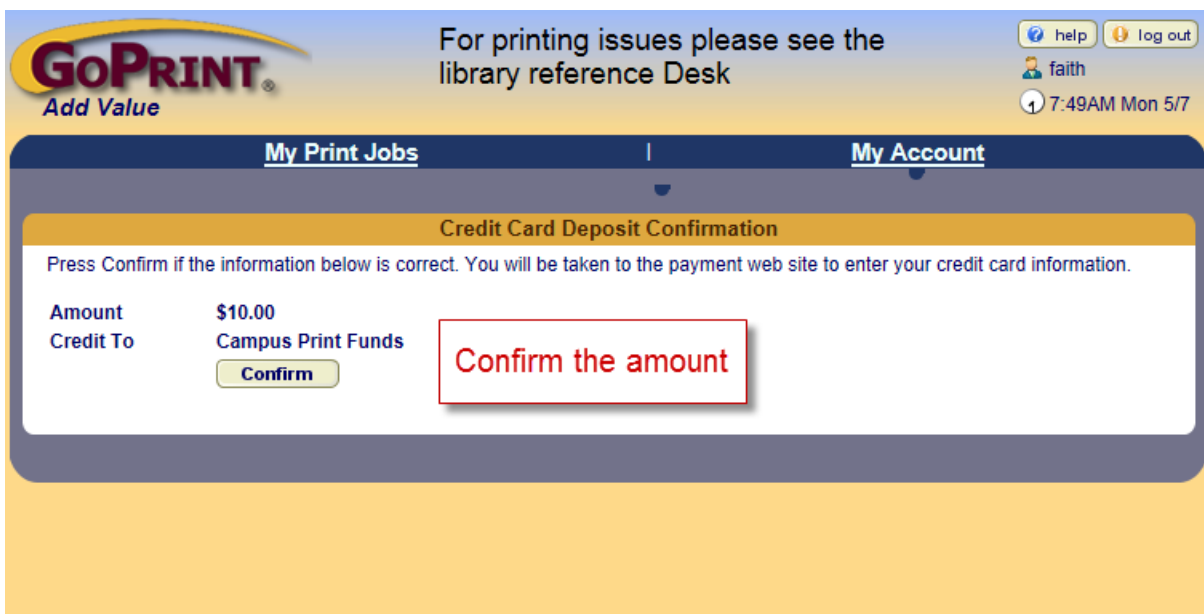 GOPRINT®
Add Value
For printing issues please see the
library reference Desk
help
log out
faith
7:49AM Mon 5/7
My Print Jobs | My Account
Credit Card Deposit Confirmation
Press Confirm if the information below is correct. You will be taken to the payment web site to enter your credit card information.
Amount $10.00
Credit To Campus Print Funds
Confirm
Confirm the amount